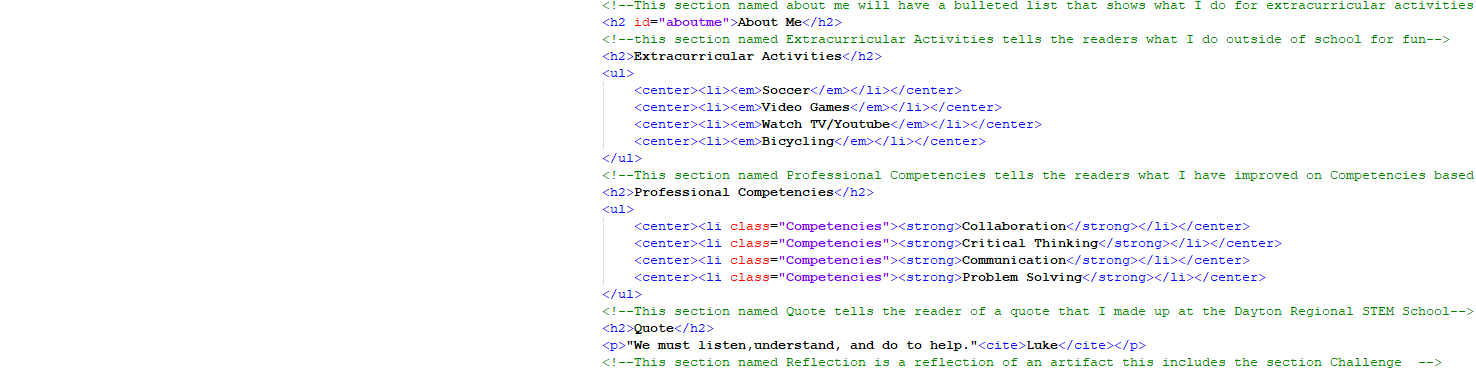 <!--This section named about me will have a bulleted list that shows what I do for extracurricular activities
<h2 id="aboutme">About Me</h2>
<!--this section named Extracurricular Activities tells the readers what I do outside of school for fun-->
<h2>Extracurricular Activities</h2>
<ul>
    <center><li><em>Soccer</em></li></center>
    <center><li><em>Video Games</em></li></center>
    <center><li><em>Watch TV/Youtube</em></li></center>
    <center><li><em>Bicycling</em></li></center>
</ul>
<!--This section named Professional Competencies tells the readers what I have improved on Competencies based
<h2>Professional Competencies</h2>
<ul>
    <center><li class="Competencies"><strong>Collaboration</strong></li></center>
    <center><li class="Competencies"><strong>Critical Thinking</strong></li></center>
    <center><li class="Competencies"><strong>Communication</strong></li></center>
    <center><li class="Competencies"><strong>Problem Solving</strong></li></center>
</ul>
<!--This section named Quote tells the reader of a quote that I made up at the Dayton Regional STEM School-->
<h2>Quote</h2>
<p>"We must listen,understand, and do to help."<cite>Luke</cite></p>
<!--This section named Reflection is a reflection of an artifact this includes the section Challenge  -->